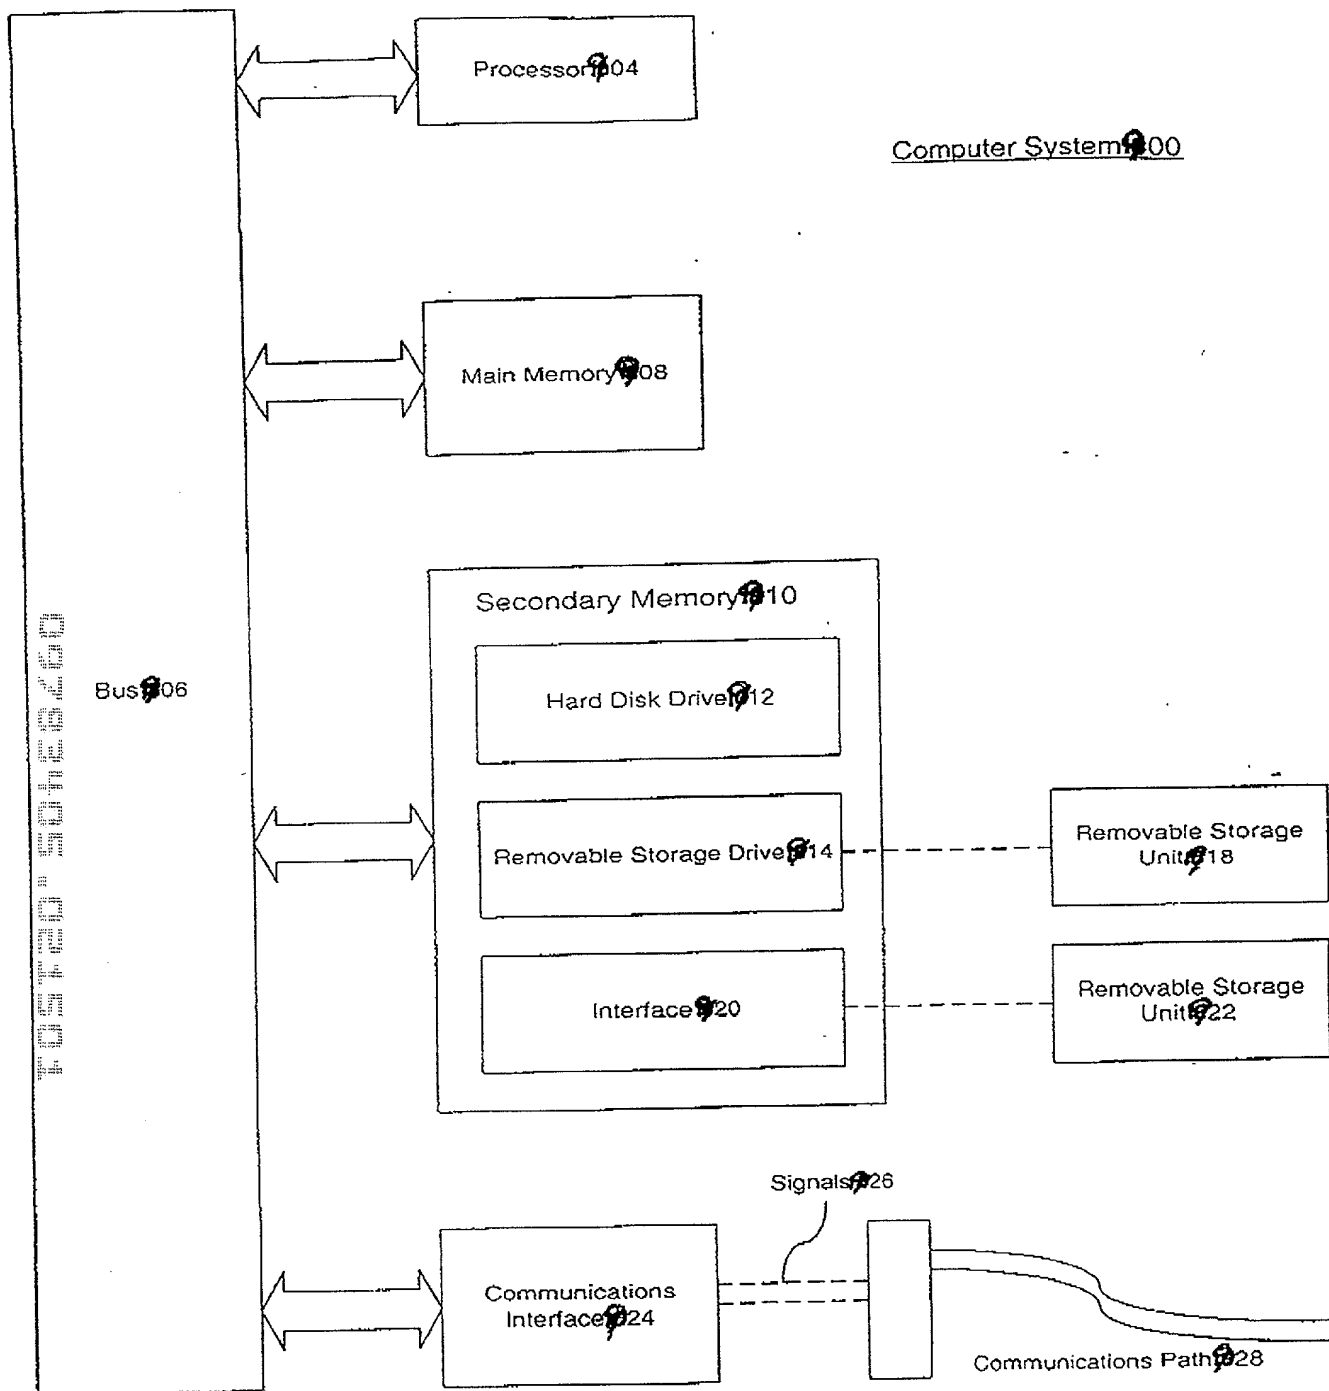 Processor 904
Computer System 900
Main Memory 908
Secondary Memory 910
Hard Disk Drive 912
Bus 906
Removable Storage Drive 914
Removable Storage
Unit 918
Interface 920
Removable Storage
Unit 922
Signals 926
Communications
Interface 924
Communications Path 928